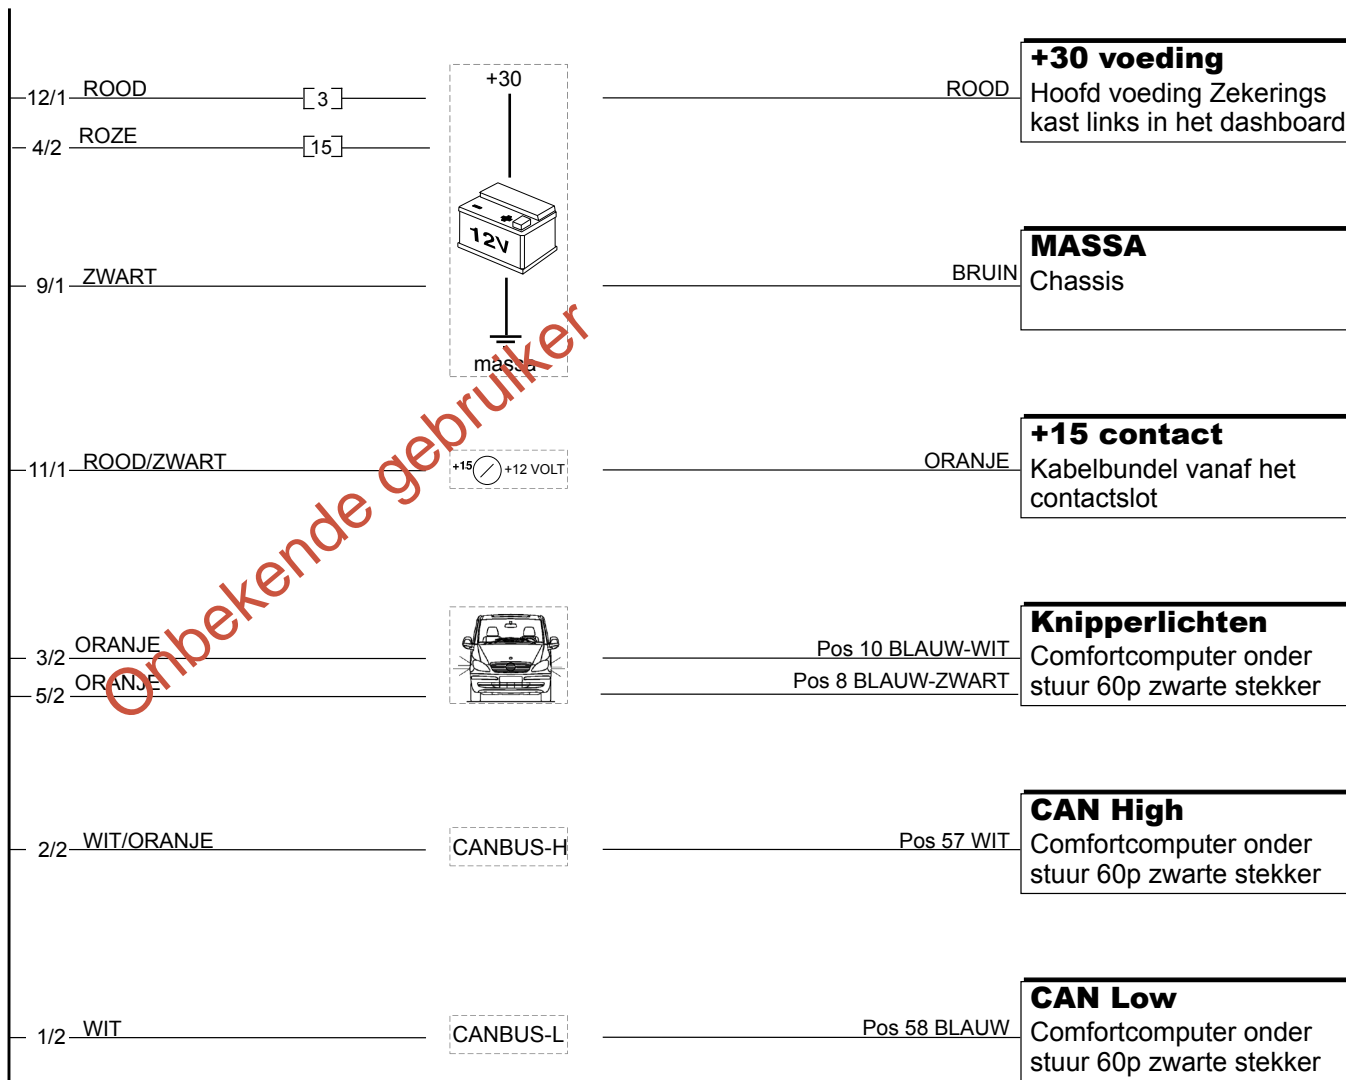 12/1 ROOD [3] +30 ROOD
+30 voeding
Hoofd voeding Zekerings
kast links in het dashboard
4/2 ROZE [15]
12V
9/1 ZWART BRUIN
MASSA
Chassis
massa
11/1 ROOD/ZWART +15 +12 VOLT ORANJE
+15 contact
Kabelbundel vanaf het
contactslot
Onbekende gebruiker
3/2 ORANJE Pos 10 BLAUW-WIT
5/2 ORANJE Pos 8 BLAUW-ZWART
Knipperlichten
Comfortcomputer onder
stuur 60p zwarte stekker
2/2 WIT/ORANJE CANBUS-H Pos 57 WIT
CAN High
Comfortcomputer onder
stuur 60p zwarte stekker
1/2 WIT CANBUS-L Pos 58 BLAUW
CAN Low
Comfortcomputer onder
stuur 60p zwarte stekker